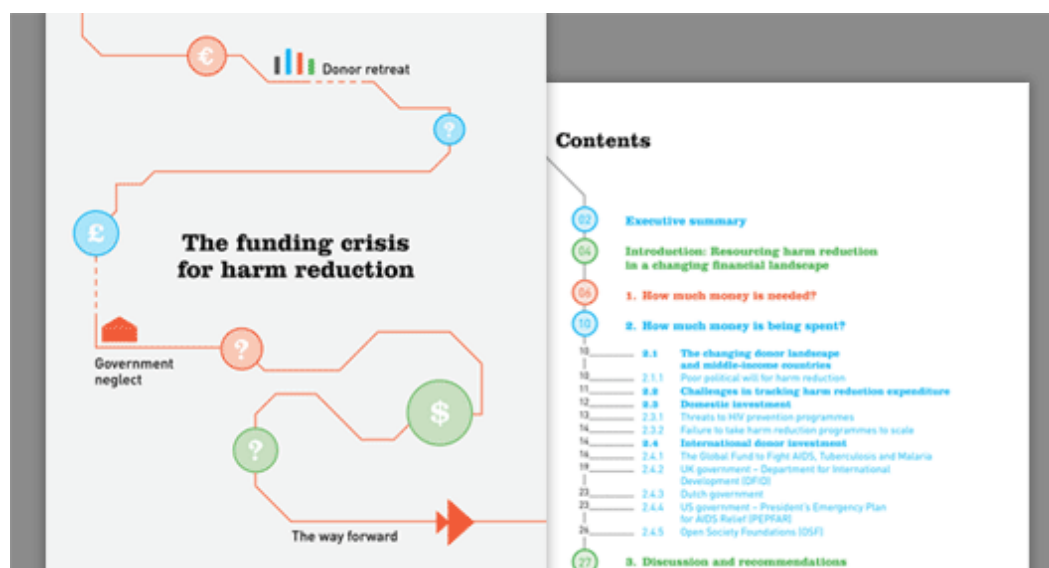 €
Donor retreat
?
£
The funding crisis
for harm reduction
Government
neglect
?
$
?
The way forward
Contents
02 Executive summary
04 Introduction: Resourcing harm reduction
in a changing financial landscape
06 1. How much money is needed?
10 2. How much money is being spent?
10 2.1 The changing donor landscape
and middle-income countries
10 2.1.1 Poor political will for harm reduction
11 2.2 Challenges in tracking harm reduction expenditure
12 2.3 Domestic investment
13 2.3.1 Threats to HIV prevention programmes
14 2.3.2 Failure to take harm reduction programmes to scale
14 2.4 International donor investment
16 2.4.1 The Global Fund to Fight AIDS, Tuberculosis and Malaria
19 2.4.2 UK government – Department for International
Development (DFID)
23 2.4.3 Dutch government
23 2.4.4 US government – President's Emergency Plan
for AIDS Relief (PEPFAR)
26 2.4.5 Open Society Foundations (OSF)
27 3. Discussion and recommendations